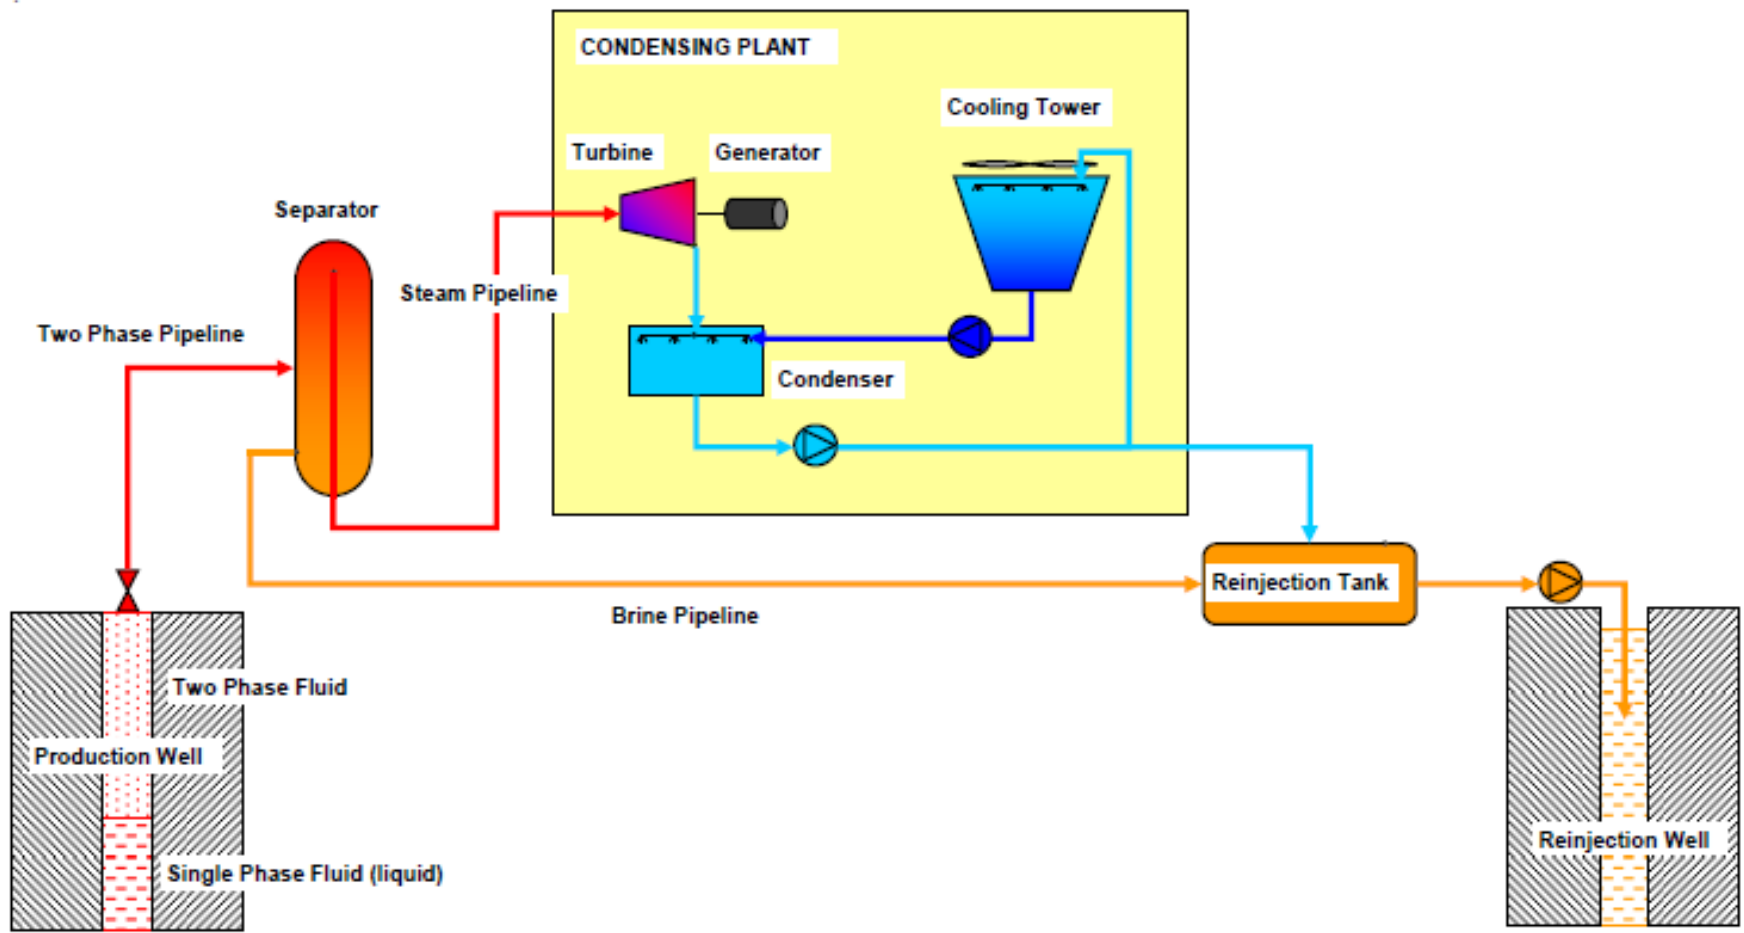 CONDENSING PLANT
Cooling Tower
Turbine
Generator
Separator
Steam Pipeline
Two Phase Pipeline
Condenser
Reinjection Tank
Brine Pipeline
Two Phase Fluid
Production Well
Reinjection Well
Single Phase Fluid (liquid)